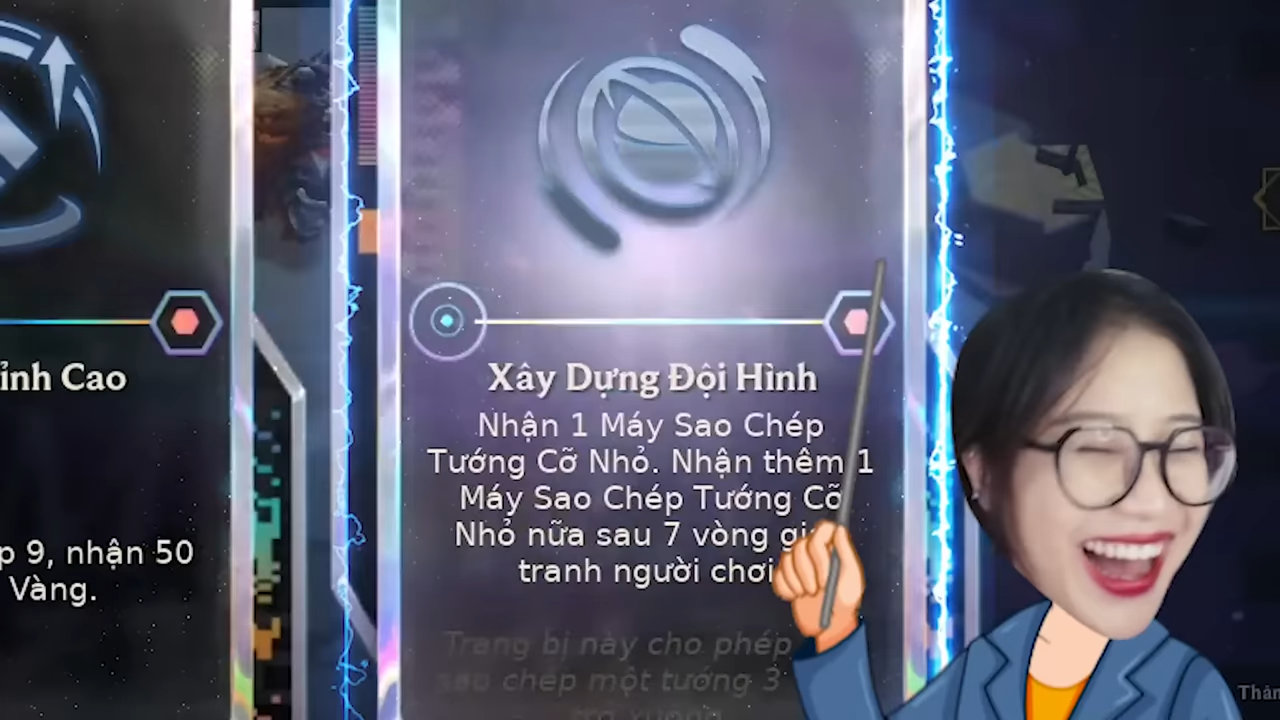 ỉnh Cao
p 9, nhận 50
Vàng.
Xây Dựng Đội Hình
Nhận 1 Máy Sao Chép
Tướng Cỡ Nhỏ. Nhận thêm 1
Máy Sao Chép Tướng Cỡ
Nhỏ nữa sau 7 vòng
tranh người chơi
Trang bị này cho phép
sao chép một tướng 3